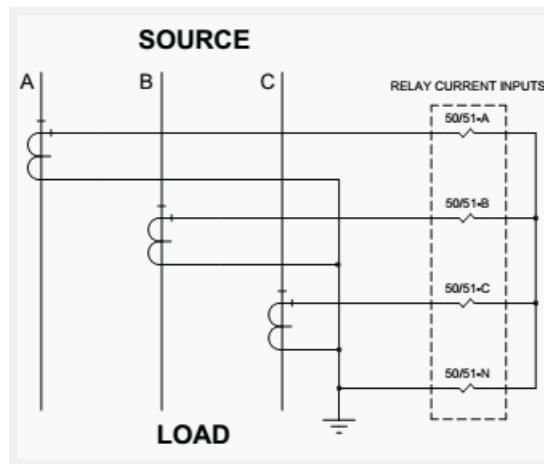 SOURCE
A B C
RELAY CURRENT INPUTS
50/51-A
50/51-B
50/51-C
50/51-N
LOAD